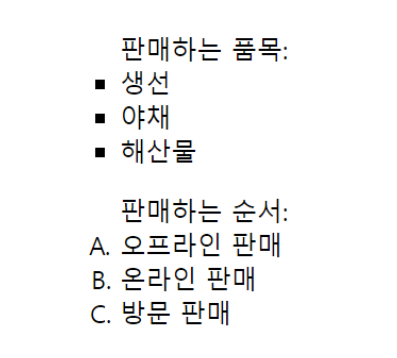 판매하는 품목:
■ 생선
■ 야채
■ 해산물
판매하는 순서:
A. 오프라인 판매
B. 온라인 판매
C. 방문 판매